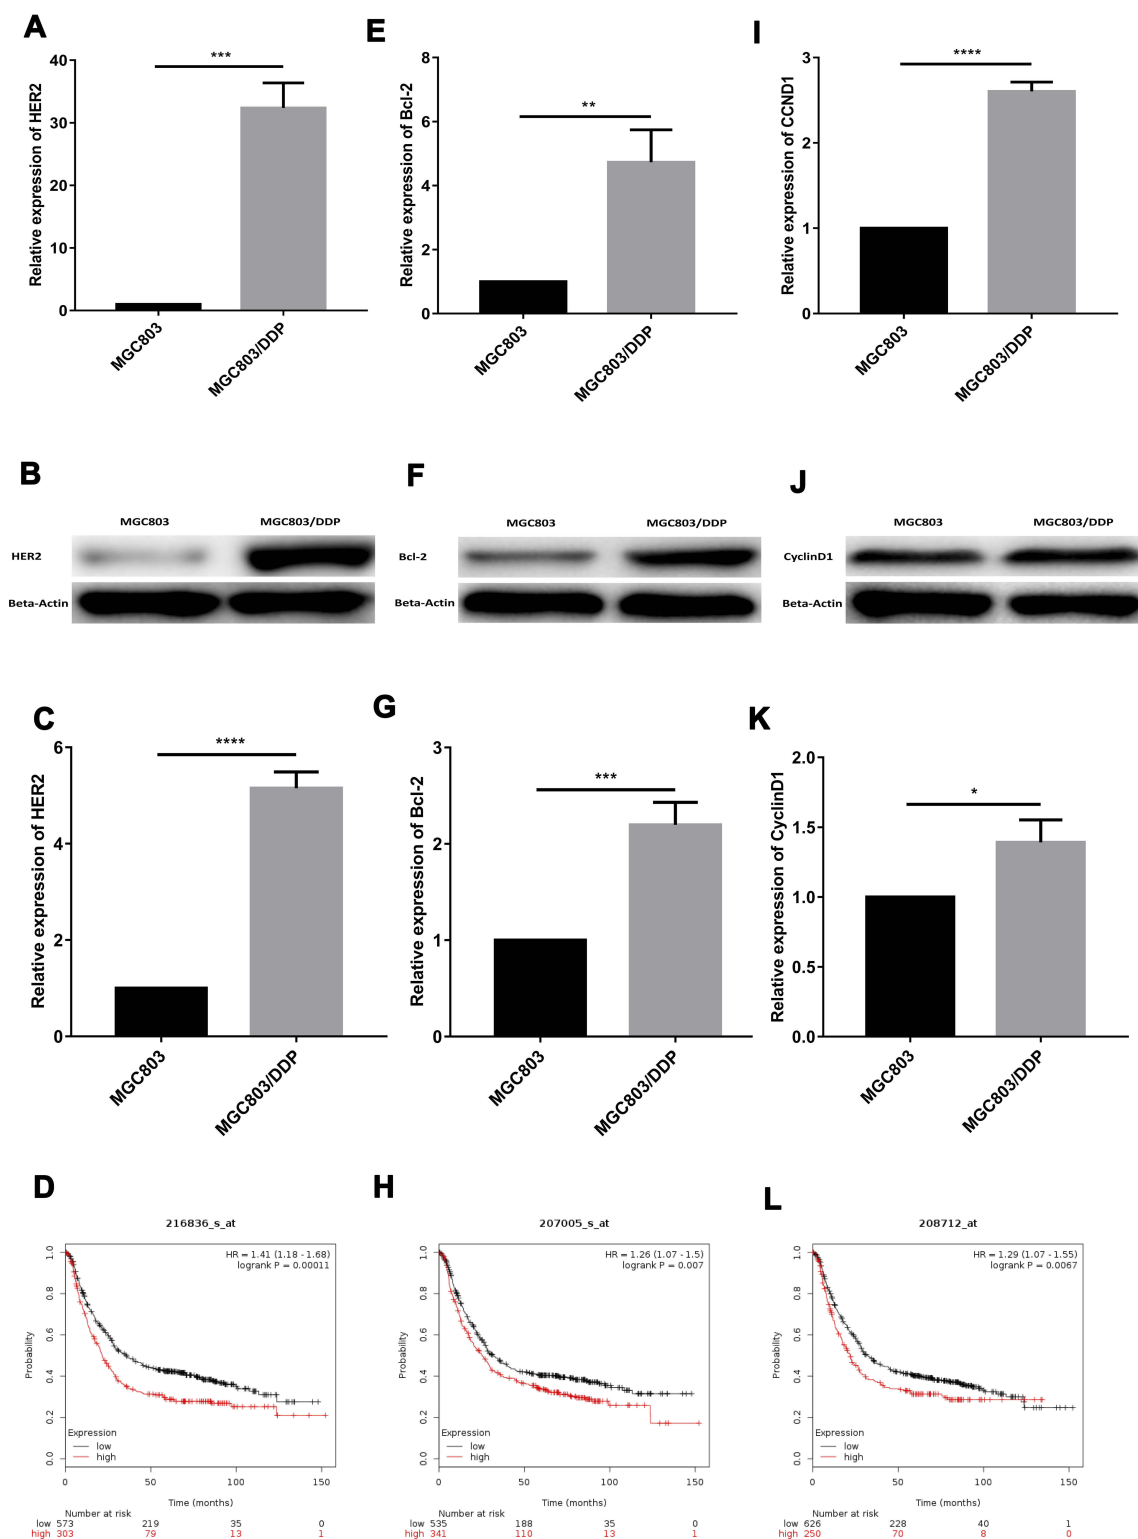 A
Relative expression of HER2
40
30
20
10
0
***
MGC803
MGC803/DDP
E
Relative expression of Bcl-2
8
6
4
2
0
**
MGC803
MGC803/DDP
I
Relative expression of CCND1
3
2
1
0
****
MGC803
MGC803/DDP
B
MGC803 MGC803/DDP
HER2
Beta-Actin
F
MGC803 MGC803/DDP
Bcl-2
Beta-Actin
J
MGC803 MGC803/DDP
CyclinD1
Beta-Actin
C
Relative expression of HER2
6
4
2
0
****
MGC803
MGC803/DDP
G
Relative expression of Bcl-2
3
2
1
0
***
MGC803
MGC803/DDP
K
Relative expression of CyclinD1
2.0
1.5
1.0
0.5
0.0
*
MGC803
MGC803/DDP
D
216836_s_at
HR = 1.41 (1.18 - 1.68)
logrank P = 0.00011
Probability
1.0
0.8
0.6
0.4
0.2
0.0
Expression
low
high
0 50 100 150
Time (months)
Number at risk
low 573 219 35 0
high 303 79 13 1
H
207005_s_at
HR = 1.26 (1.07 - 1.5)
logrank P = 0.007
Probability
1.0
0.8
0.6
0.4
0.2
0.0
Expression
low
high
0 50 100 150
Time (months)
Number at risk
low 535 188 35 0
high 341 110 13 1
L
208712_at
HR = 1.29 (1.07 - 1.55)
logrank P = 0.0067
Probability
1.0
0.8
0.6
0.4
0.2
0.0
Expression
low
high
0 50 100 150
Time (months)
Number at risk
low 626 228 40 1
high 250 70 8 0